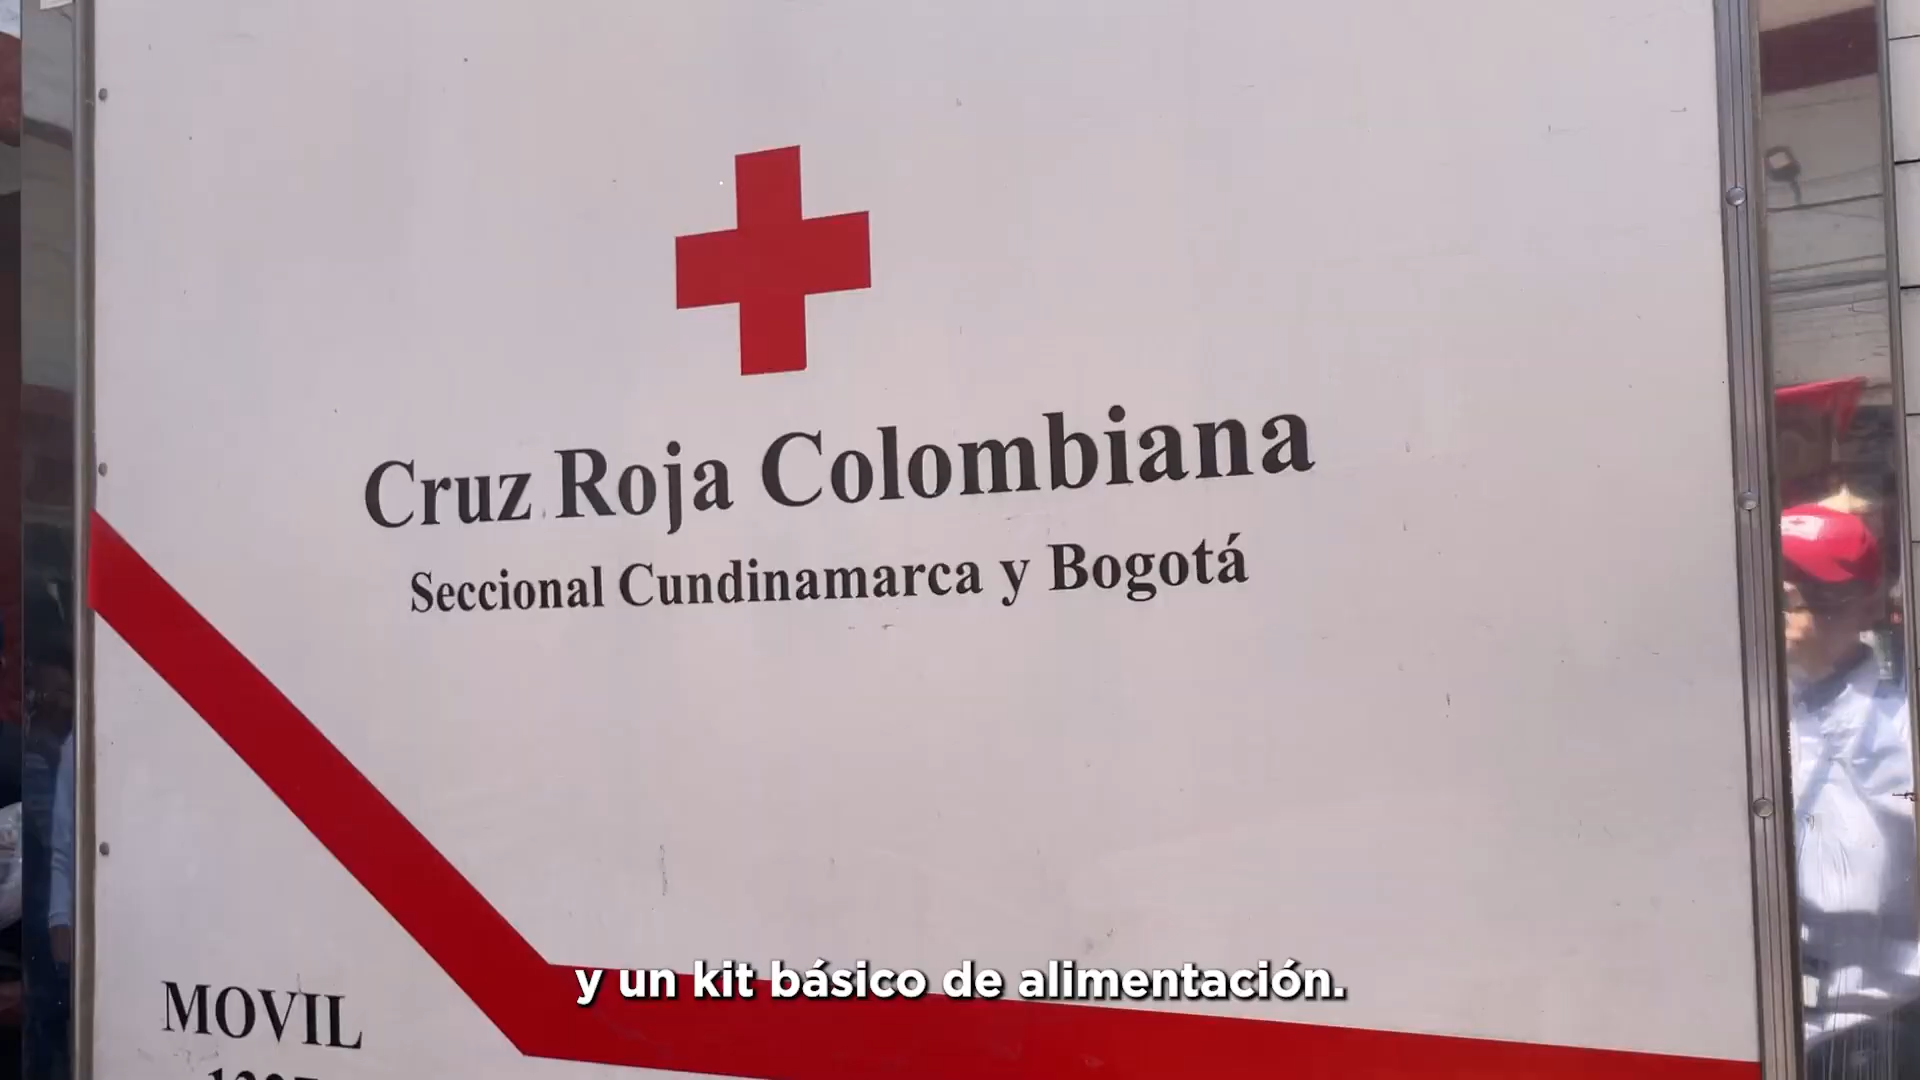 Cruz Roja Colombiana
Seccional Cundinamarca y Bogotá
y un kit básico de alimentación.
MOVIL